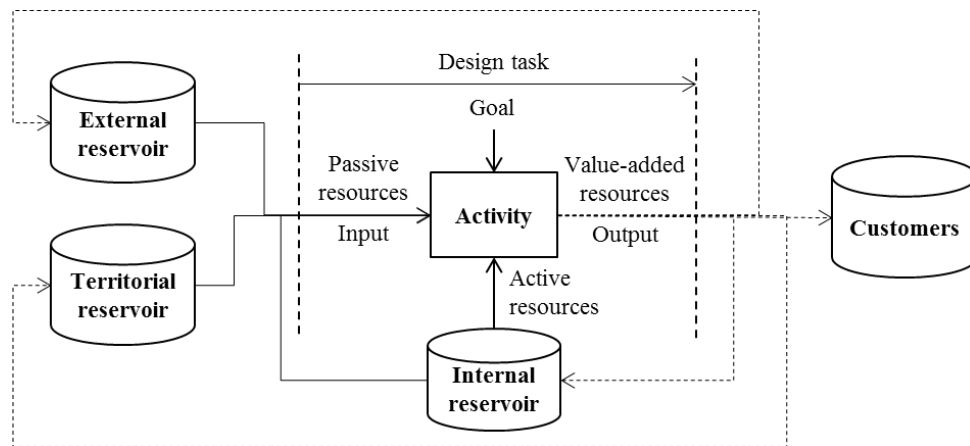 Design task
External
reservoir
Goal
Passive
resources
Value-added
resources
Activity
Input
Output
Customers
Territorial
reservoir
Active
resources
Internal
reservoir